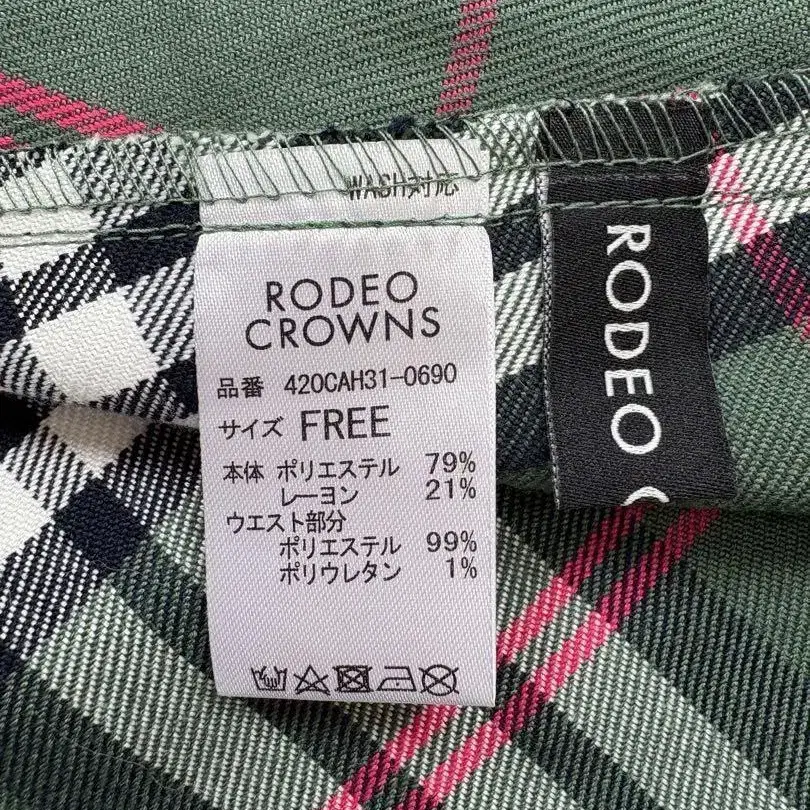 WASH対応
RODEO
CROWNS
品番 420CAH31-0690
サイズ FREE
本体 ポリエステル 79%
レーヨン 21%
ウエスト部分
ポリエステル 99%
ポリウレタン 1%
RODEO C